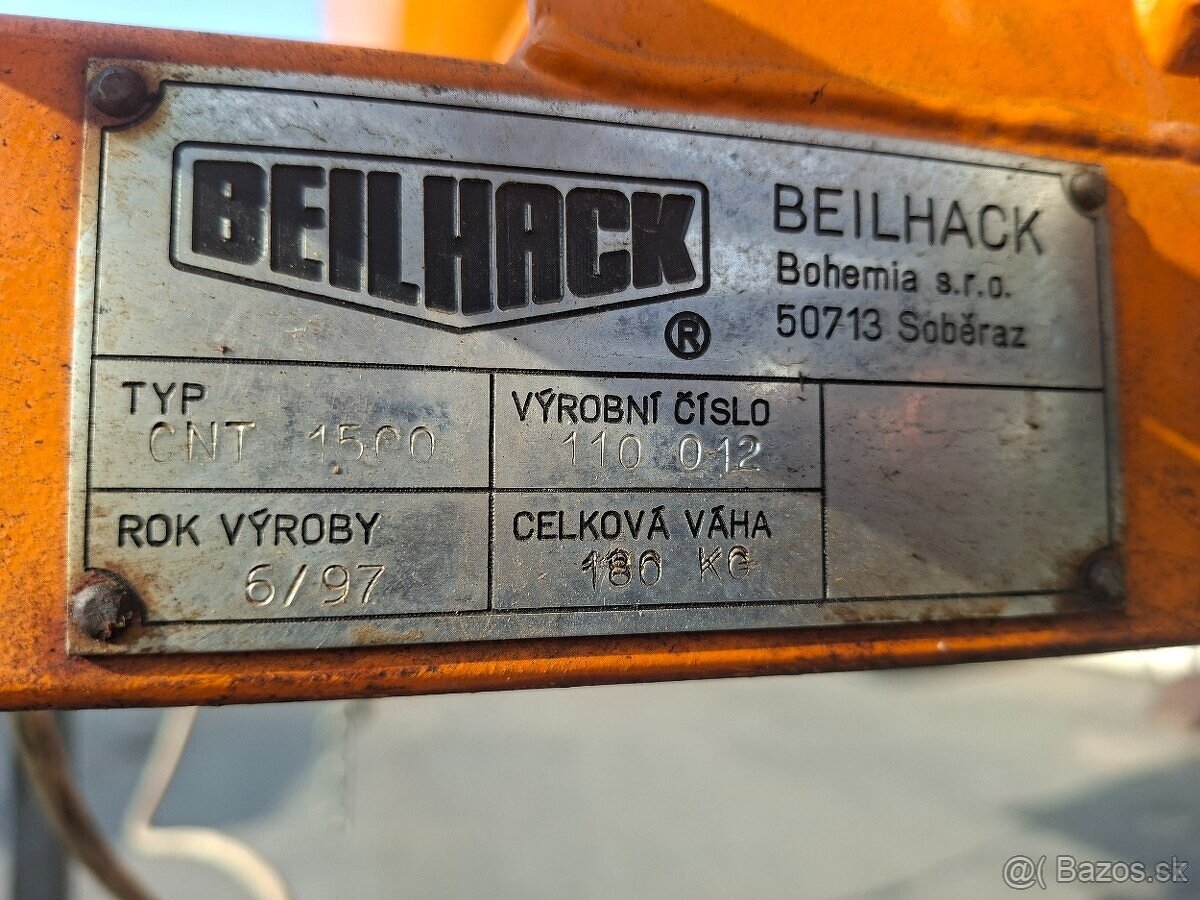 BEILHACK
®
BEILHACK
Bohemia s.r.o.
50713 Soběraz
TYP
CNT 1500
VÝROBNÍ ČÍSLO
110 012
ROK VÝROBY
6/97
CELKOVÁ VÁHA
180 KG
@( Bazos.sk